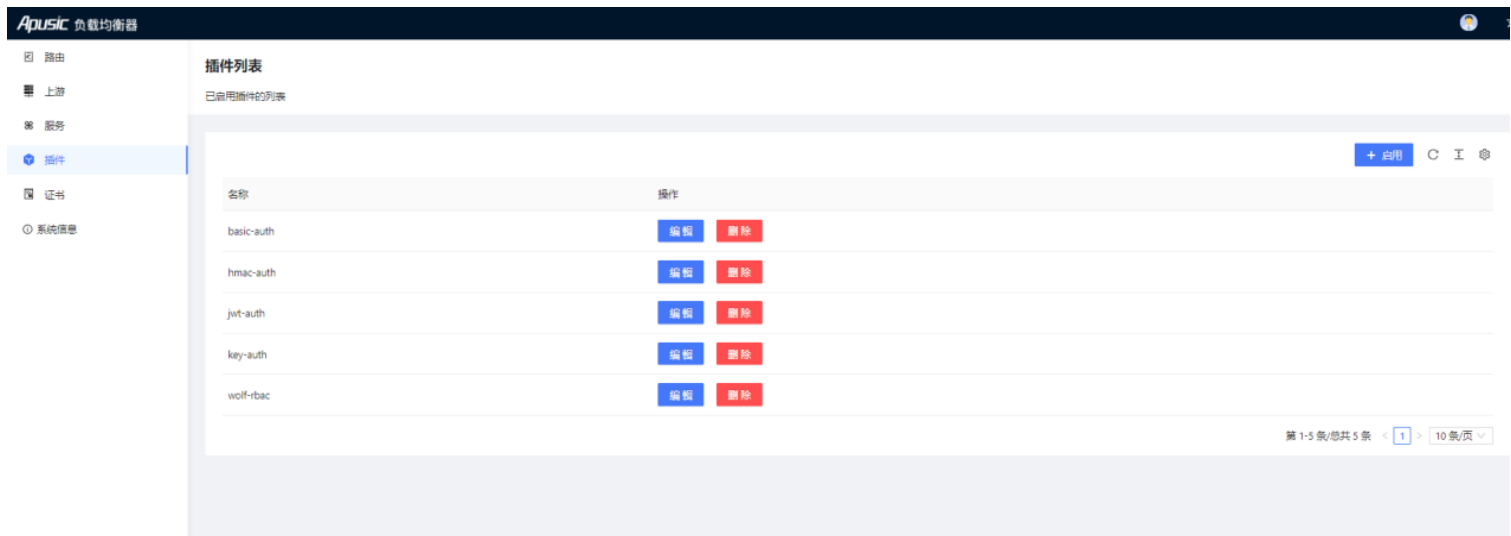 Apusic 负载均衡器
路由
上游
服务
插件
证书
系统信息
插件列表
已启用插件的列表
+ 启用
名称 操作
basic-auth 编辑 删除
hmac-auth 编辑 删除
jwt-auth 编辑 删除
key-auth 编辑 删除
wolf-rbac 编辑 删除
第 1-5 条/总共 5 条 < 1 > 10 条/页